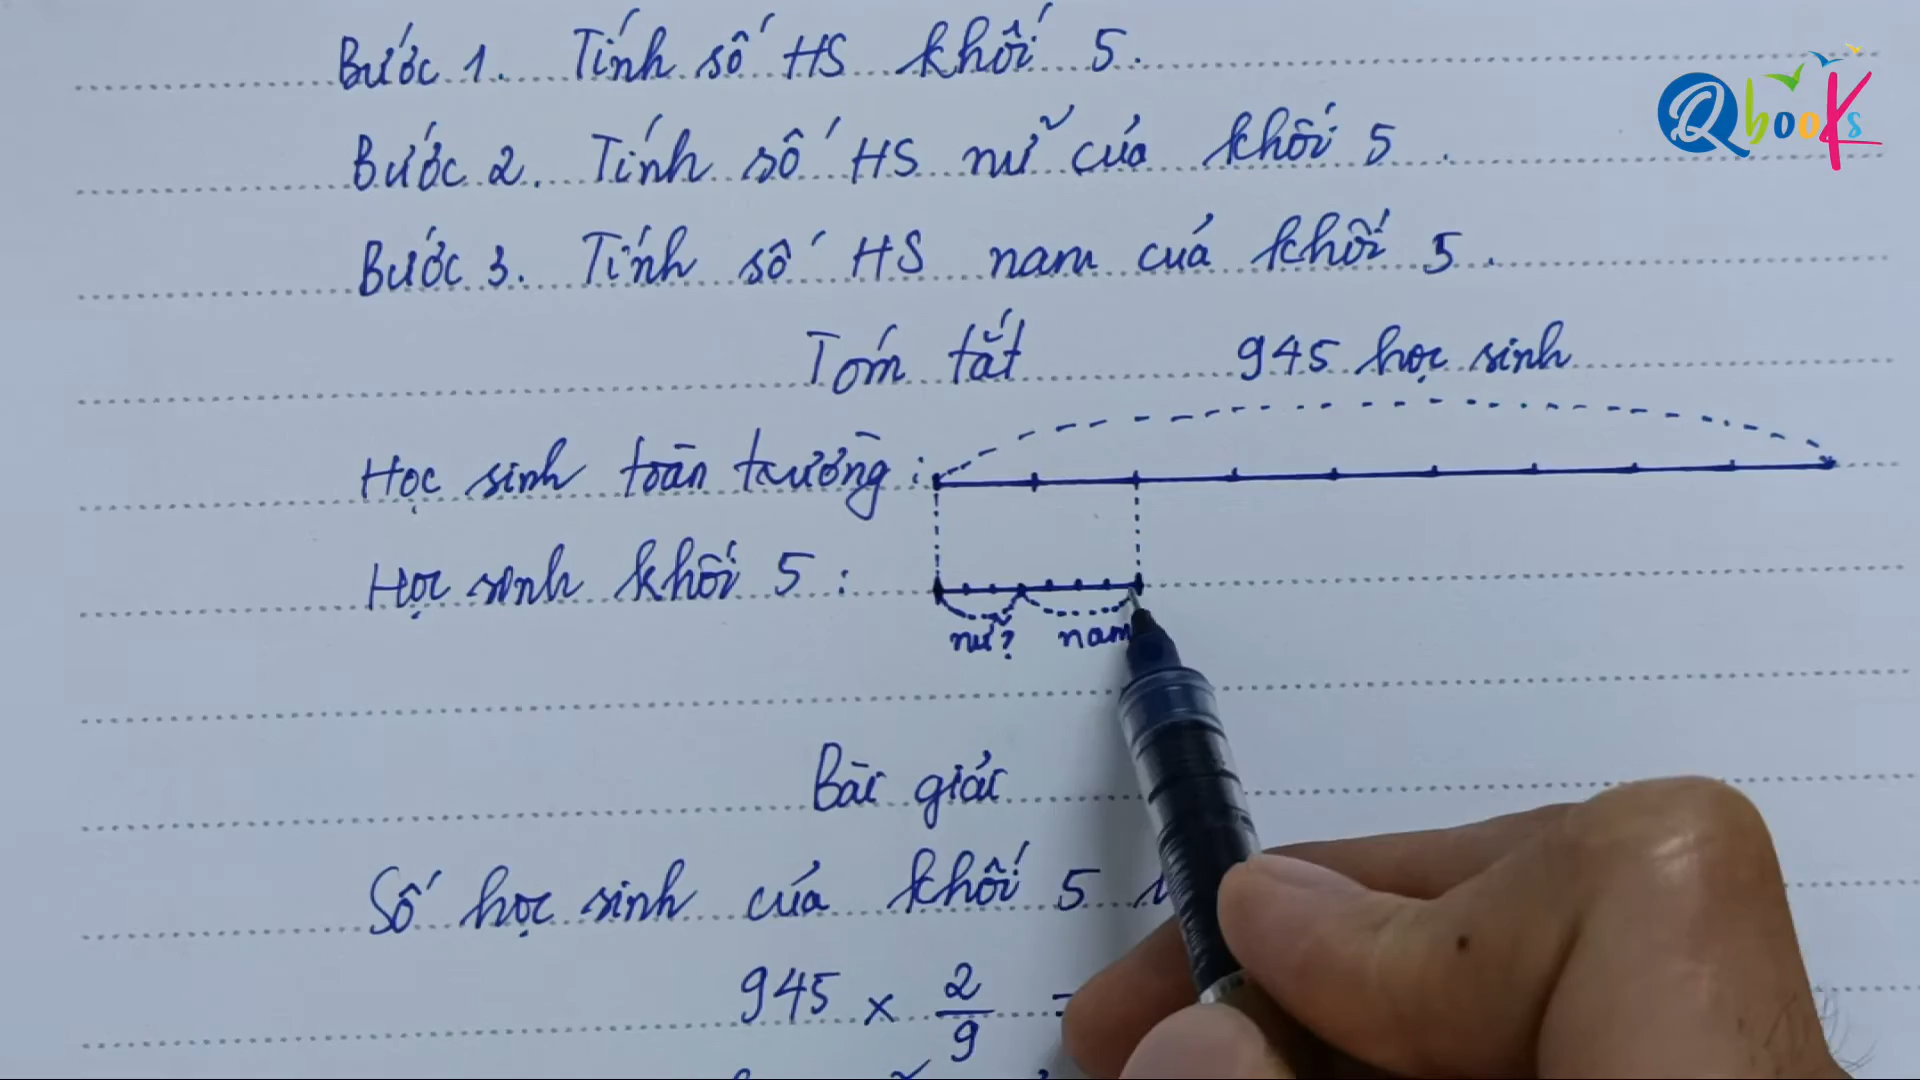 Bước 1. Tính số HS khối 5.
Qbooks
Bước 2. Tính số HS nữ của khối 5.
Bước 3. Tính số HS nam của khối 5.
Tóm tắt
945 học sinh
Học sinh toàn trường:
Học sinh khối 5:
nữ? nam
Bài giải
Số học sinh của khối 5
945 × 2/9 =